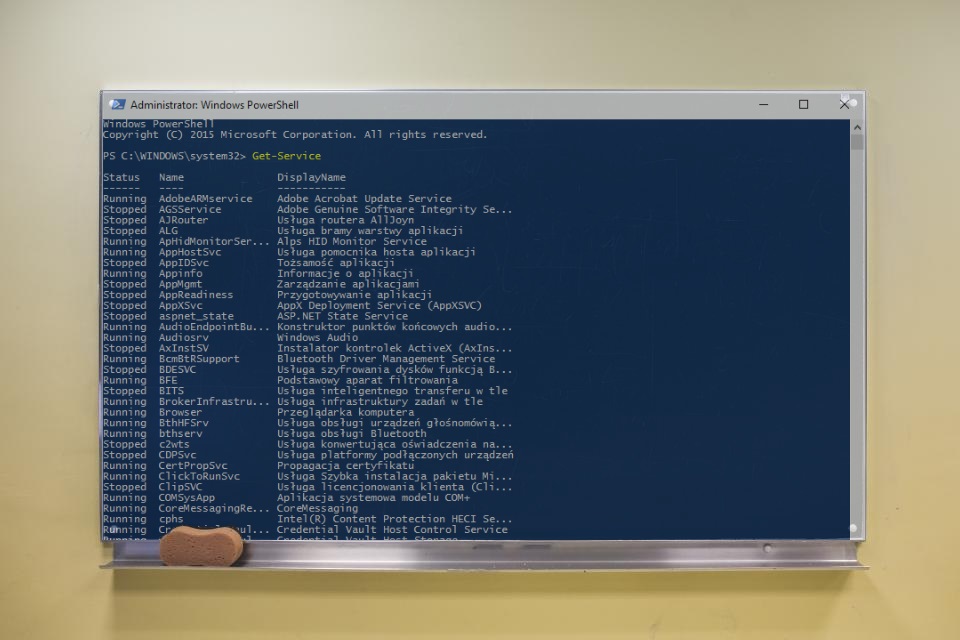 Administrator: Windows PowerShell
Windows PowerShell
Copyright (C) 2015 Microsoft Corporation. All rights reserved.
PS C:\WINDOWS\system32> Get-Service
Status Name DisplayName
------ ---- -----------
Running AdobeARMservice Adobe Acrobat Update Service
Stopped AGSService Adobe Genuine Software Integrity Se...
Stopped AJRouter Usługa routera AllJoyn
Stopped ALG Usługa bramy warstwy aplikacji
Running ApHidMonitorSer... Alps HID Monitor Service
Running AppHostSvc Usługa pomocnika hosta aplikacji
Stopped AppIDSvc Tożsamość aplikacji
Running Appinfo Informacje o aplikacji
Stopped AppMgmt Zarządzanie aplikacjami
Stopped AppReadiness Przygotowywanie aplikacji
Stopped AppXSvc AppX Deployment Service (AppXSVC)
Stopped aspnet_state ASP.NET State Service
Running AudioEndpointBu... Konstruktor punktów końcowych audio...
Running Audiosrv Windows Audio
Stopped AxInstSV Instalator kontrolek ActiveX (AxIns...
Running BcmBtRSupport Bluetooth Driver Management Service
Stopped BDESVC Usługa szyfrowania dysków funkcją B...
Running BFE Podstawowy aparat filtrowania
Stopped BITS Usługa inteligentnego transferu w tle
Running BrokerInfrastru... Usługa infrastruktury zadań w tle
Running Browser Przeglądarka komputera
Running BthHFSrv Usługa obsługi urządzeń głośnomówią...
Running bthserv Usługa obsługi Bluetooth
Stopped c2wts Usługa konwertująca oświadczenia na...
Stopped CDPSvc Usługa platformy podłączonych urządzeń
Running CertPropSvc Propagacja certyfikatu
Running ClickToRunSvc Usługa Szybka instalacja pakietu Mi...
Stopped ClipSVC Usługa licencjonowania klienta (Cli...
Running COMSysApp Aplikacja systemowa modelu COM+
Running CoreMessagingRe... CoreMessaging
Running cphs Intel(R) Content Protection HECI Se...
Running Credential Vault Host Control Service
Credential Vault Host Storage